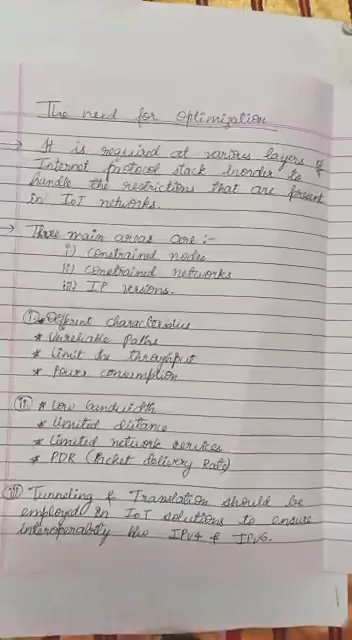 The need for optimization
→ It is required at various layers of
Internet protocol stack inorder to
handle the restrictions that are present
in IoT networks.
→ Three main areas are :-
i) constrained nodes
ii) constrained networks
iii) IP versions.
(i) * Different characteristics
* Unreliable paths
* Limit the throughput
* Power consumption
(ii) * Low bandwidth
* Limited distance
* Limited network services
* PDR (Packet delivery Rate)
(iii) Tunneling & Translation should be
employed in IoT solutions to ensure
interoperability b/w IPv4 & IPv6.